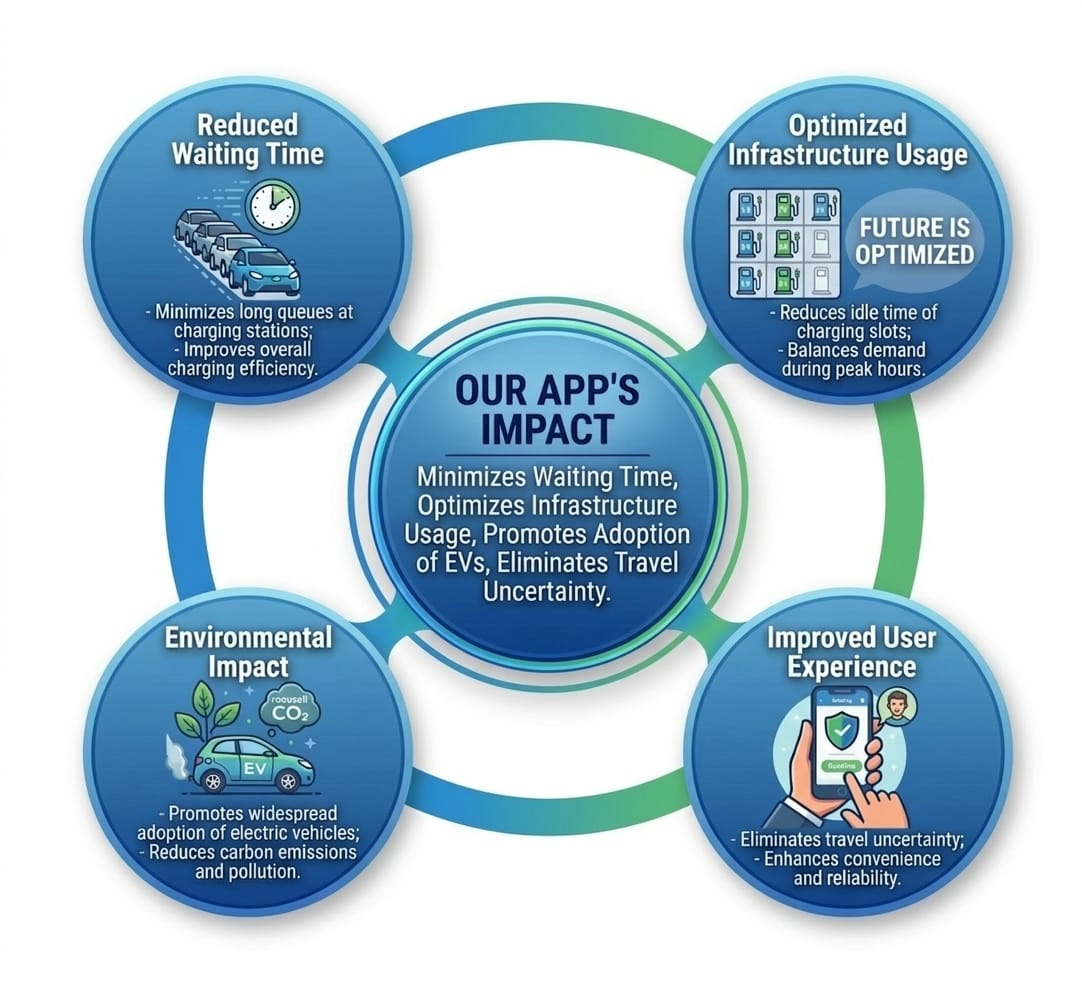 Reduced
Waiting Time
- Minimizes long queues at
charging stations;
- Improves overall
charging efficiency.
Optimized
Infrastructure Usage
FUTURE IS
OPTIMIZED
- Reduces idle time of
charging slots;
- Balances demand
during peak hours.
OUR APP'S
IMPACT
Minimizes Waiting Time,
Optimizes Infrastructure
Usage, Promotes Adoption
of EVs, Eliminates Travel
Uncertainty.
Environmental
Impact
roousell
CO₂
EV
- Promotes widespread
adoption of electric vehicles;
- Reduces carbon emissions
and pollution.
Improved User
Experience
- Eliminates travel uncertainty;
- Enhances convenience
and reliability.